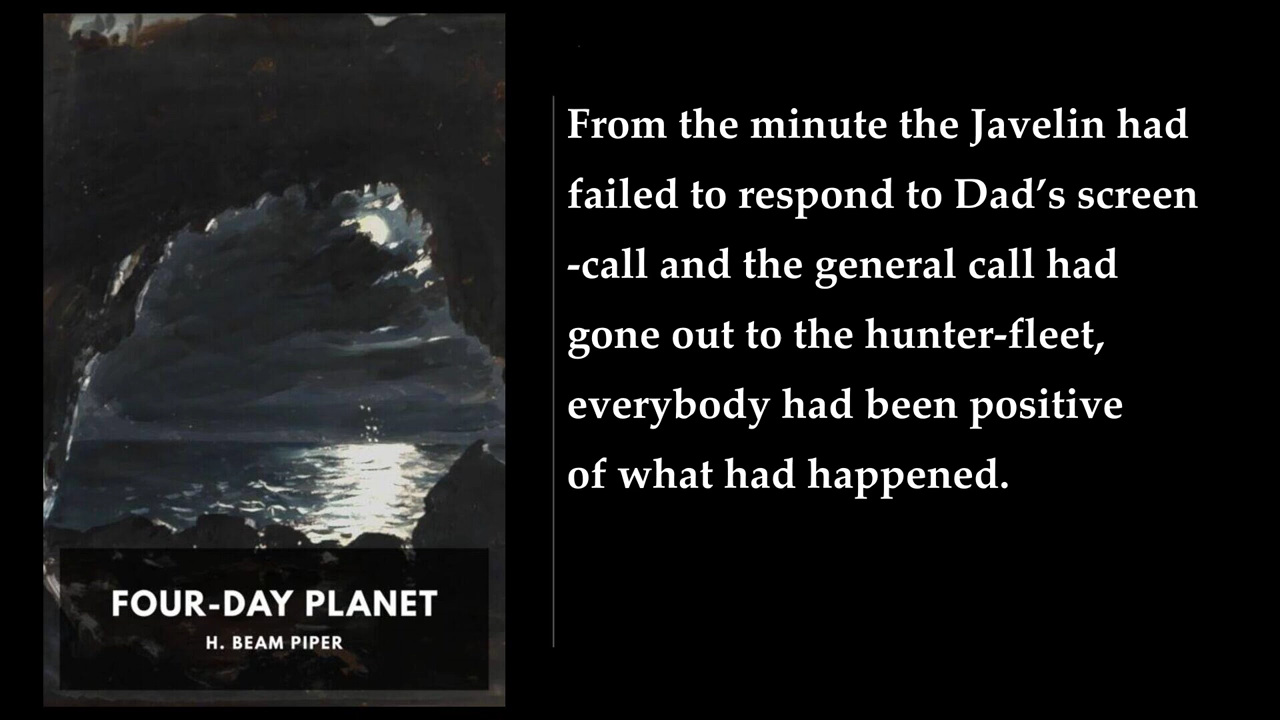 FOUR-DAY PLANET
H. BEAM PIPER
From the minute the Javelin had
failed to respond to Dad’s screen
-call and the general call had
gone out to the hunter-fleet,
everybody had been positive
of what had happened.